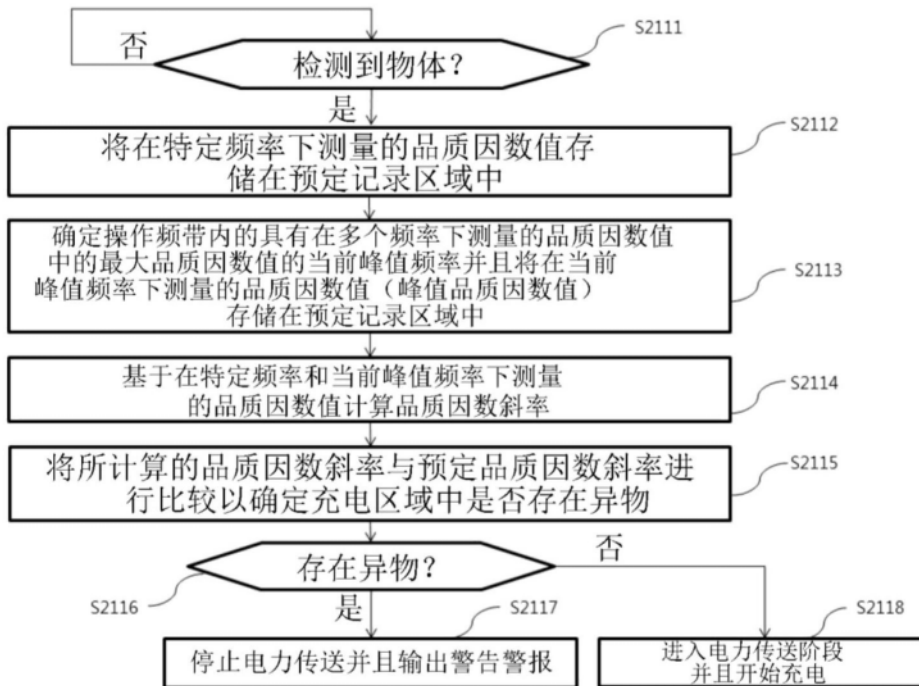 S2111
否
检测到物体？
是
S2112
将在特定频率下测量的品质因数值存
储在预定记录区域中
确定操作频带内的具有在多个频率下测量的品质因数值
中的最大品质因数值的当前峰值频率并且将在当前
峰值频率下测量的品质因数值（峰值品质因数值）
存储在预定记录区域中
S2113
基于在特定频率和当前峰值频率下测量
的品质因数值计算品质因数斜率
S2114
将所计算的品质因数斜率与预定品质因数斜率进
行比较以确定充电区域中是否存在异物
S2115
存在异物？
否
S2116
是
S2117
S2118
停止电力传送并且输出警告警报
进入电力传送阶段
并且开始充电